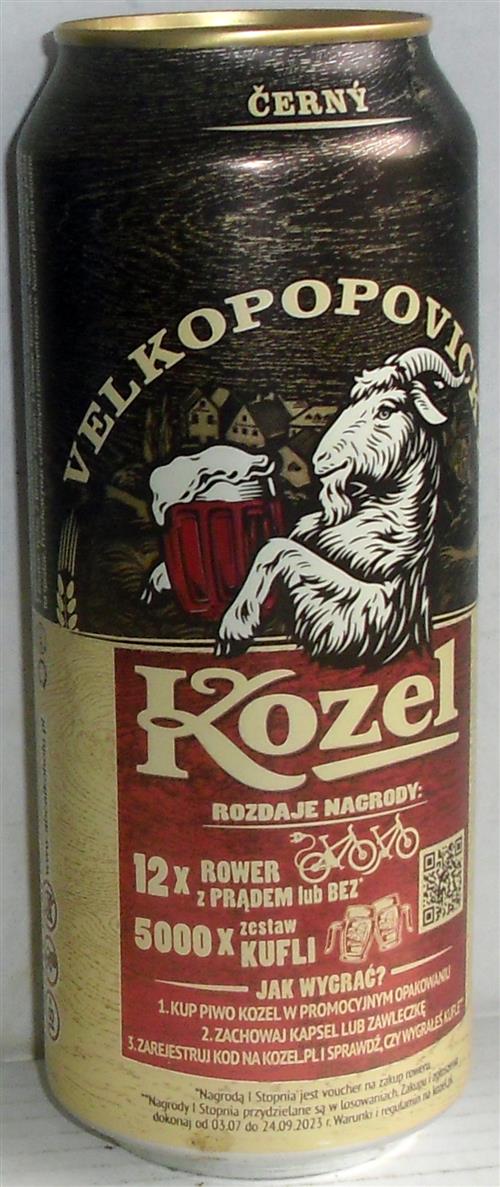 ČERNÝ
VELKOPOPOVIC
Kozel
ROZDAJE NAGRODY:
12x ROWER
z PRĄDEM lub BEZ*
5000x zestaw
KUFLI
JAK WYGRAĆ?
1. KUP PIWO KOZEL W PROMOCYJNYM OPAKOWANIU
2. ZACHOWAJ KAPSEL LUB ZAWLECZKĘ
3. ZAREJESTRUJ KOD NA KOZEL.PL I SPRAWDŹ, CZY WYGRAŁEŚ KUFLE**
*Nagrodą I Stopnia jest voucher na zakup roweru.
**Nagrody I Stopnia przydzielane są w losowaniach. Zakupu i zgłoszenia
dokonaj od 03.07 do 24.09.2023 r. Warunki i regulamin na kozel.pl.